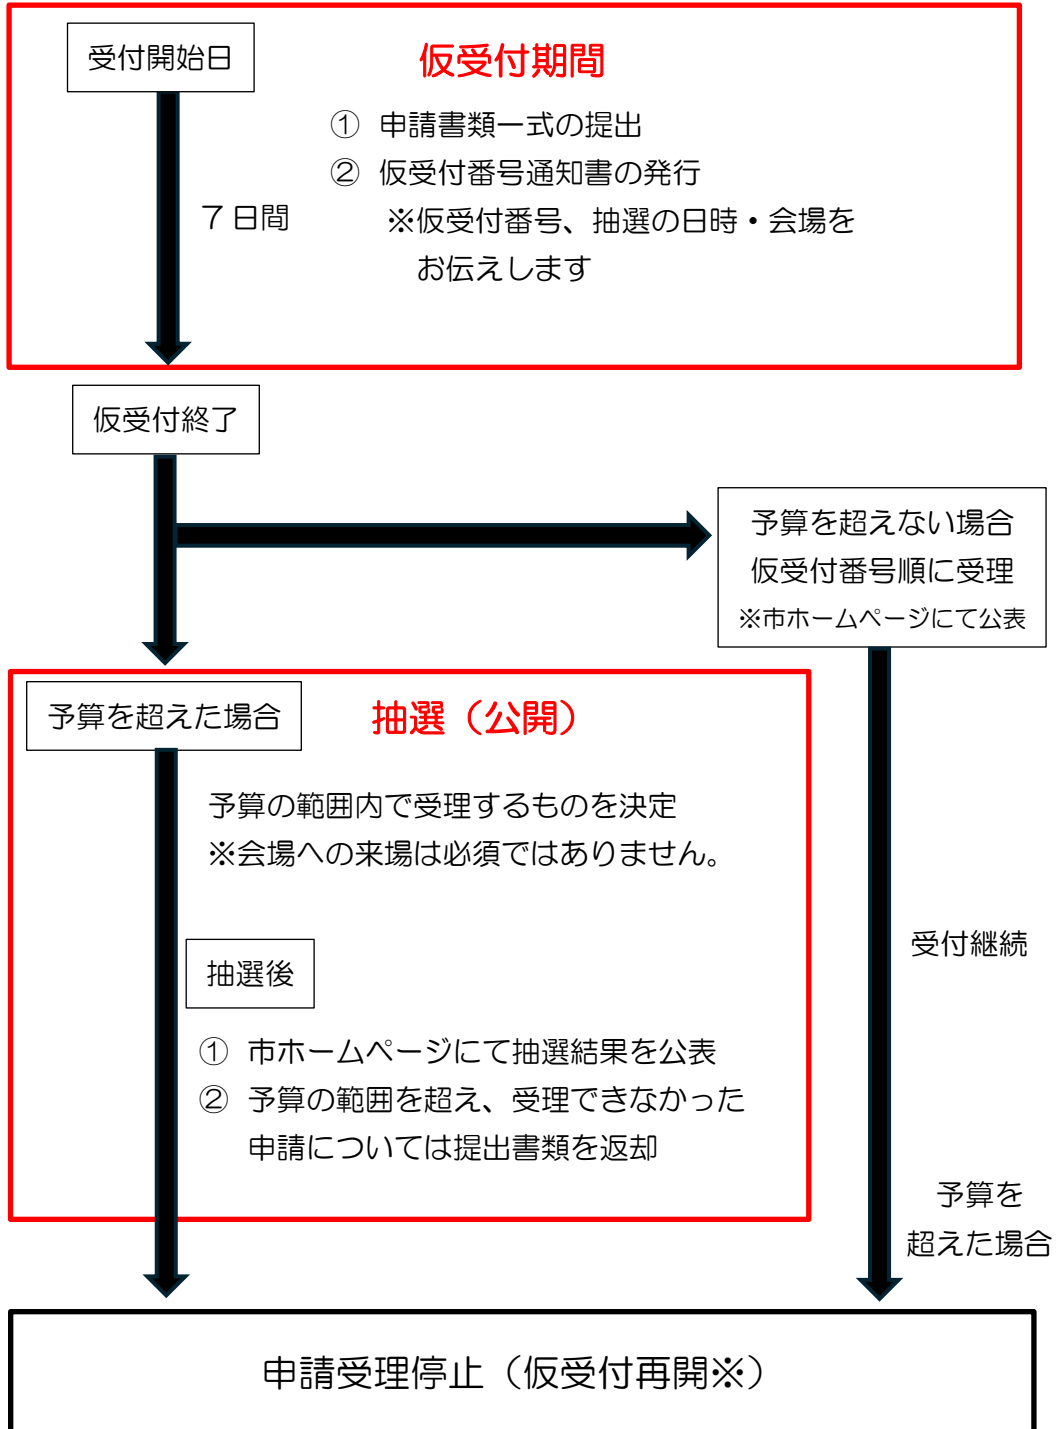 受付開始日
仮受付期間
① 申請書類一式の提出
② 仮受付番号通知書の発行
７日間
※仮受付番号、抽選の日時・会場を
お伝えします
仮受付終了
予算を超えない場合
仮受付番号順に受理
※市ホームページにて公表
予算を超えた場合
抽選（公開）
予算の範囲内で受理するものを決定
※会場への来場は必須ではありません。
受付継続
抽選後
① 市ホームページにて抽選結果を公表
② 予算の範囲を超え、受理できなかった
申請については提出書類を返却
予算を
超えた場合
申請受理停止（仮受付再開※）